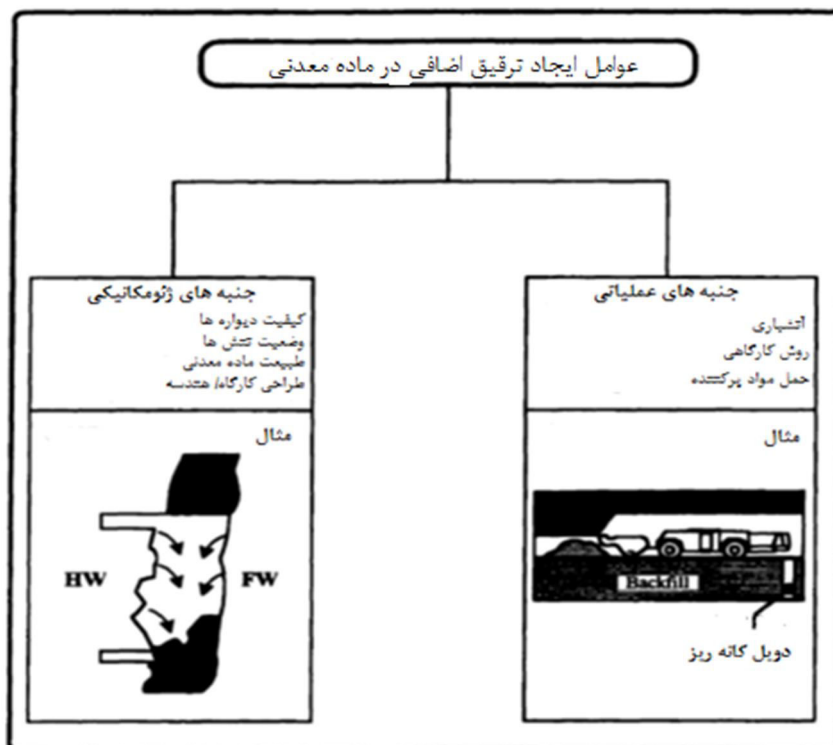 عوامل ایجاد ترقیق اضافی در ماده معدنی
جنبه های عملیاتی
آتشباری
روش کارگاهی
حمل مواد پرکننده
مثال
Backfill
دویل کانه ریز
جنبه های ژئومکانیکی
کیفیت دیواره ها
وضعیت تنش ها
طبیعت ماده معدنی
طراحی کارگاه/ هندسه
مثال
HW
FW